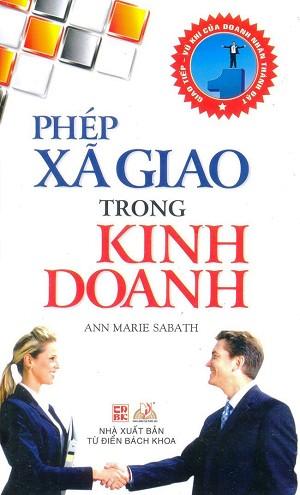 GIAO TIẾP - VŨ KHÍ CỦA DOANH NHÂN THÀNH ĐẠT
PHÉP
XÃ GIAO
TRONG
KINH
DOANH
ANN MARIE SABATH
NHÀ XUẤT BẢN
TỪ ĐIỂN BÁCH KHOA